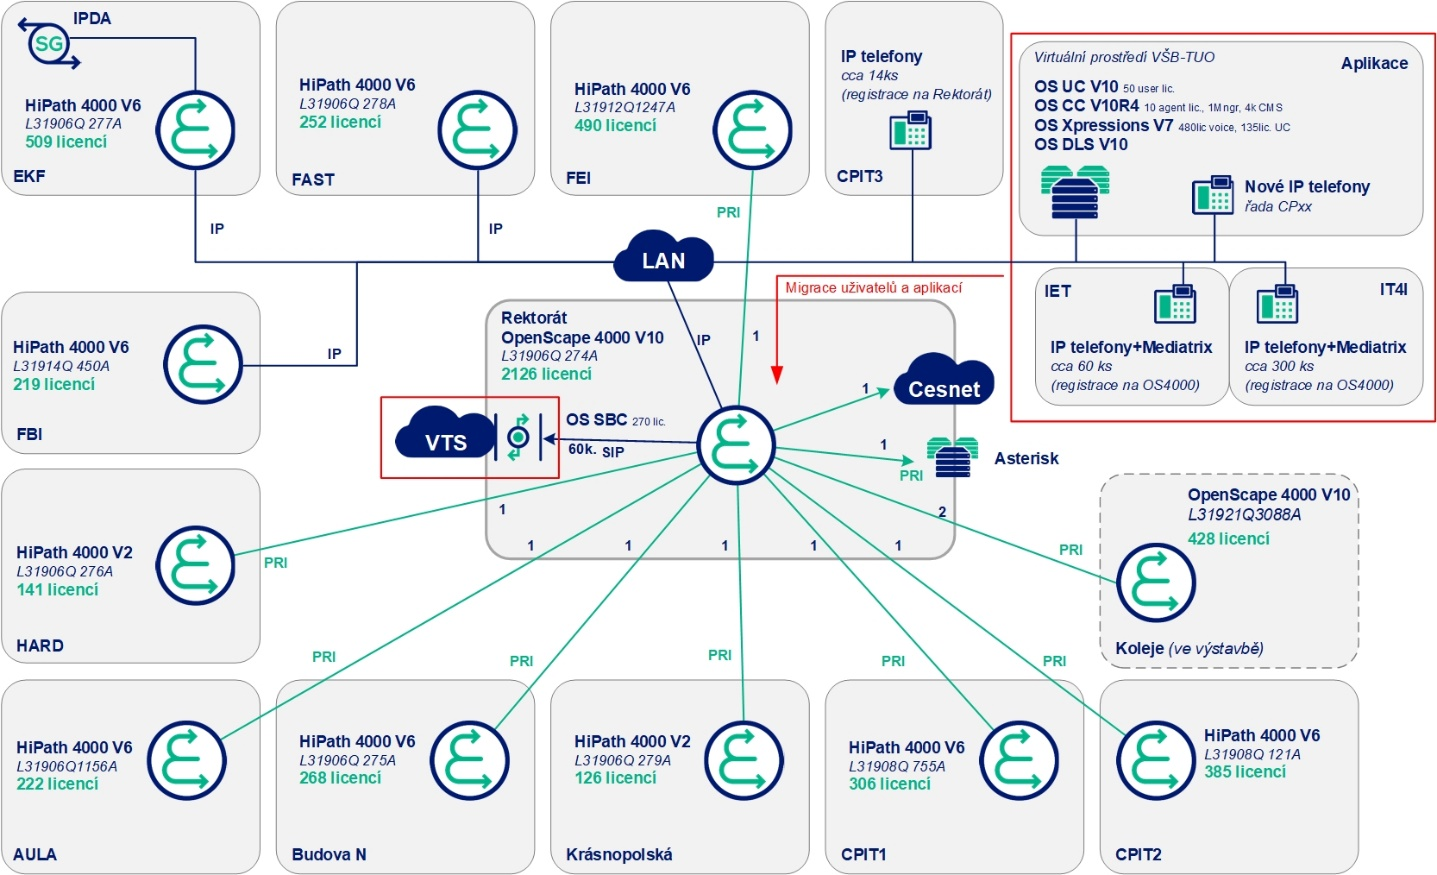 IPDA
SG
HiPath 4000 V6
L31906Q 277A
509 licencí
EKF
HiPath 4000 V6
L31906Q 278A
252 licencí
FAST
HiPath 4000 V6
L31912Q1247A
490 licencí
FEI
IP telefony
cca 14ks
(registrace na Rektorát)
CPIT3
Virtuální prostředí VŠB-TUO
Aplikace
OS UC V10 50 user lic.
OS CC V10R4 10 agent lic., 1Mngr, 4k CMS
OS Xpressions V7 480lic voice, 135lic. UC
OS DLS V10
Nové IP telefony
řada CPxx
PRI
IP
IP
LAN
Migrace uživatelů a aplikací
IET
IP telefony+Mediatrix
cca 60 ks
(registrace na OS4000)
IT4I
IP telefony+Mediatrix
cca 300 ks
(registrace na OS4000)
HiPath 4000 V6
L31914Q 450A
219 licencí
FBI
IP
Rektorát
OpenScape 4000 V10
L31906Q 274A
2126 licencí
IP
1
1
Cesnet
VTS
OS SBC 270 lic.
60k. SIP
1
PRI
Asterisk
1
2
1
1
1
1
1
HiPath 4000 V2
L31906Q 276A
141 licencí
HARD
PRI
PRI
OpenScape 4000 V10
L31921Q3088A
428 licencí
Koleje (ve výstavbě)
PRI
PRI
PRI
PRI
PRI
HiPath 4000 V6
L31906Q1156A
222 licencí
AULA
HiPath 4000 V6
L31906Q 275A
268 licencí
Budova N
HiPath 4000 V2
L31906Q 279A
126 licencí
Krásnopolská
HiPath 4000 V6
L31908Q 755A
306 licencí
CPIT1
HiPath 4000 V6
L31908Q 121A
385 licencí
CPIT2